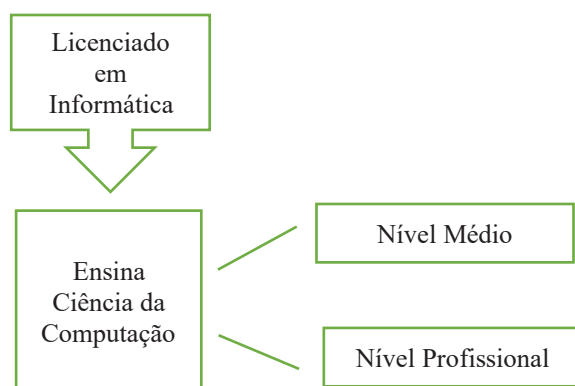 Licenciado
em
Informática
Ensina
Ciência da
Computação
Nível Médio
Nível Profissional